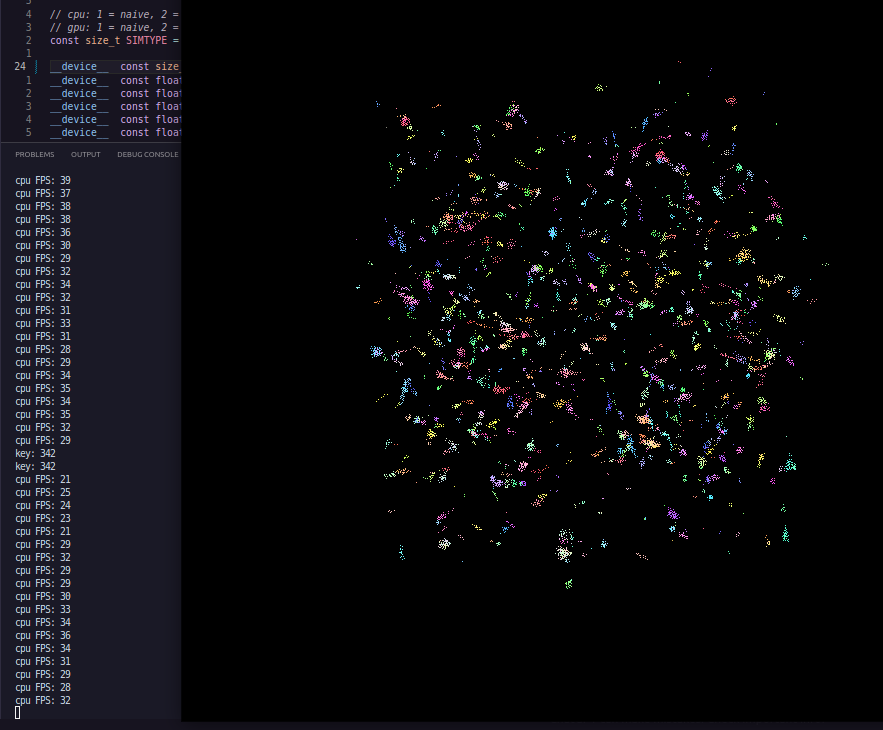 3
4 // cpu: 1 = naive, 2 =
3 // gpu: 1 = naive, 2 =
2 const size_t SIMTYPE =
1
24 __device__ const size_
1 __device__ const float
2 __device__ const float
3 __device__ const float
4 __device__ const float
5 __device__ const float
PROBLEMS OUTPUT DEBUG CONSOLE
cpu FPS: 39
cpu FPS: 37
cpu FPS: 38
cpu FPS: 38
cpu FPS: 36
cpu FPS: 30
cpu FPS: 29
cpu FPS: 32
cpu FPS: 34
cpu FPS: 32
cpu FPS: 31
cpu FPS: 33
cpu FPS: 31
cpu FPS: 28
cpu FPS: 29
cpu FPS: 34
cpu FPS: 35
cpu FPS: 34
cpu FPS: 35
cpu FPS: 32
cpu FPS: 29
key: 342
key: 342
cpu FPS: 21
cpu FPS: 25
cpu FPS: 24
cpu FPS: 23
cpu FPS: 21
cpu FPS: 29
cpu FPS: 32
cpu FPS: 29
cpu FPS: 29
cpu FPS: 30
cpu FPS: 33
cpu FPS: 34
cpu FPS: 36
cpu FPS: 34
cpu FPS: 31
cpu FPS: 29
cpu FPS: 28
cpu FPS: 32